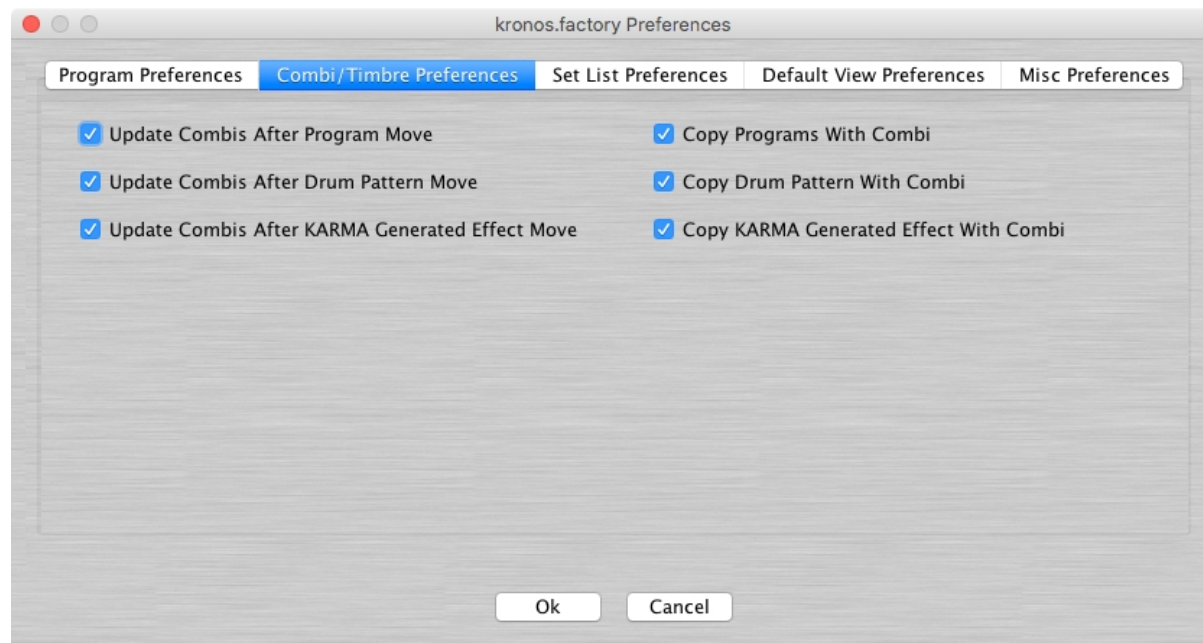 kronos.factory Preferences
Program Preferences Combi/Timbre Preferences Set List Preferences Default View Preferences Misc Preferences
Update Combis After Program Move Copy Programs With Combi
Update Combis After Drum Pattern Move Copy Drum Pattern With Combi
Update Combis After KARMA Generated Effect Move Copy KARMA Generated Effect With Combi
Ok Cancel